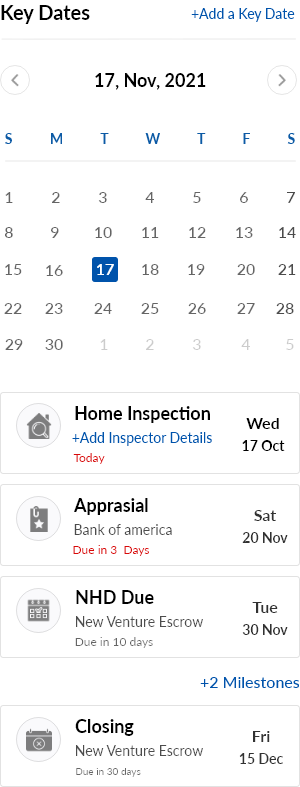 Key Dates
+Add a Key Date
17, Nov, 2021
S M T W T F S
1 2 3 4 5 6 7
8 9 10 11 12 13 14
15 16 17 18 19 20 21
22 23 24 25 26 27 28
29 30 1 2 3 4 5
Home Inspection
+Add Inspector Details
Today
Wed
17 Oct
Apprasial
Bank of america
Due in 3 Days
Sat
20 Nov
NHD Due
New Venture Escrow
Due in 10 days
Tue
30 Nov
+2 Milestones
Closing
New Venture Escrow
Due in 30 days
Fri
15 Dec